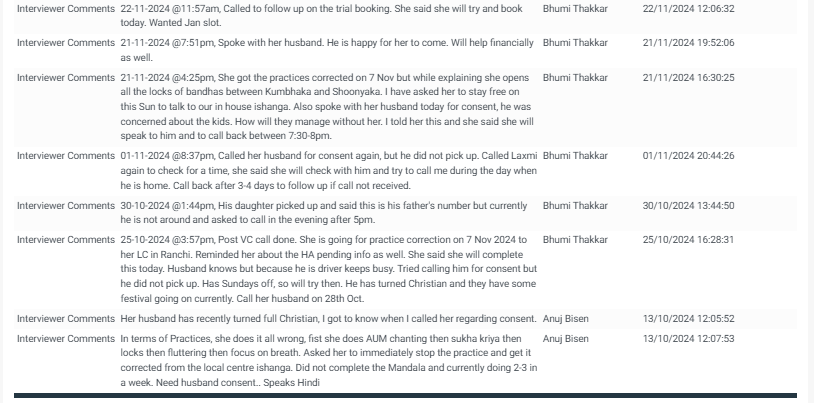 Interviewer Comments 22-11-2024 @11:57am, Called to follow up on the trial booking. She said she will try and book Bhumi Thakkar 22/11/2024 12:06:32
today. Wanted Jan slot.
Interviewer Comments 21-11-2024 @7:51pm, Spoke with her husband. He is happy for her to come. Will help financially Bhumi Thakkar 21/11/2024 19:52:06
as well.
Interviewer Comments 21-11-2024 @4:25pm, She got the practices corrected on 7 Nov but while explaining she opens Bhumi Thakkar 21/11/2024 16:30:25
all the locks of bandhas between Kumbhaka and Shoonyaka. I have asked her to stay free on
this Sun to talk to our in house ishanga. Also spoke with her husband today for consent, he was
concerned about the kids. How will they manage without her. I told her this and she said she will
speak to him and to call back between 7:30-8pm.
Interviewer Comments 01-11-2024 @8:37pm, Called her husband for consent again, but he did not pick up. Called Laxmi Bhumi Thakkar 01/11/2024 20:44:26
again to check for a time, she said she will check with him and try to call me during the day when
he is home. Call back after 3-4 days to follow up if call not received.
Interviewer Comments 30-10-2024 @1:44pm, His daughter picked up and said this is his father's number but currently Bhumi Thakkar 30/10/2024 13:44:50
he is not around and asked to call in the evening after 5pm.
Interviewer Comments 25-10-2024 @3:57pm, Post VC call done. She is going for practice correction on 7 Nov 2024 to Bhumi Thakkar 25/10/2024 16:28:31
her LC in Ranchi. Reminded her about the HA pending info as well. She said she will complete
this today. Husband knows but because he is driver keeps busy. Tried calling him for consent but
he did not pick up. Has Sundays off, so will try then. He has turned Christian and they have some
festival going on currently. Call her husband on 28th Oct.
Interviewer Comments Her husband has recently turned full Christian, I got to know when I called her regarding consent. Anuj Bisen 13/10/2024 12:05:52
Interviewer Comments In terms of Practices, she does it all wrong, fist she does AUM chanting then sukha kriya then Anuj Bisen 13/10/2024 12:07:53
locks then fluttering then focus on breath. Asked her to immediately stop the practice and get it
corrected from the local centre ishanga. Did not complete the Mandala and currently doing 2-3 in
a week. Need husband consent.. Speaks Hindi